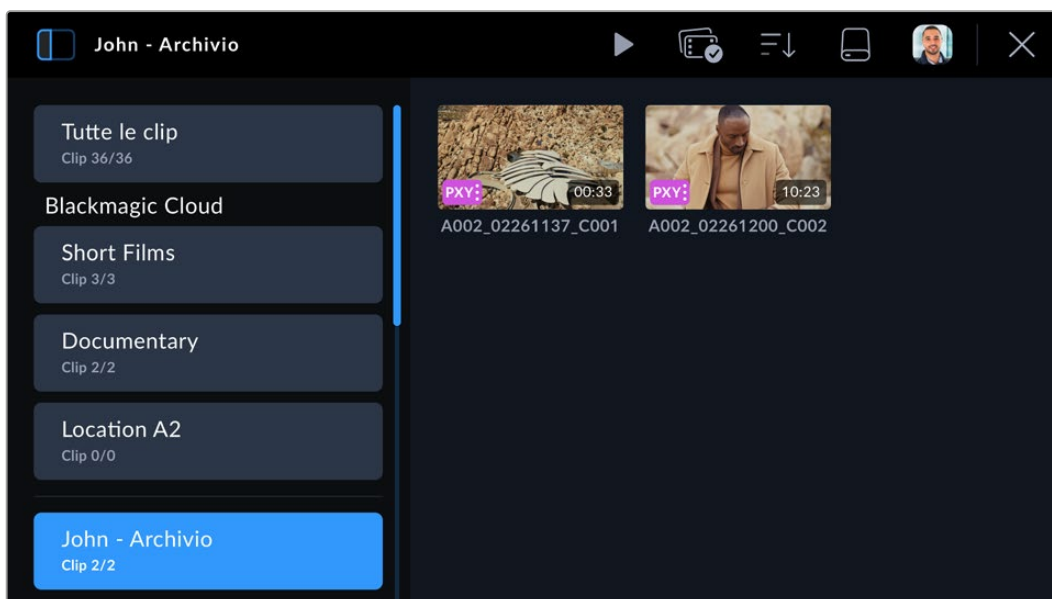 John - Archivio
Tutte le clip
Clip 36/36
Blackmagic Cloud
Short Films
Clip 3/3
Documentary
Clip 2/2
Location A2
Clip 0/0
John - Archivio
Clip 2/2
PXY 00:33
A002_02261137_C001
PXY 10:23
A002_02261200_C002